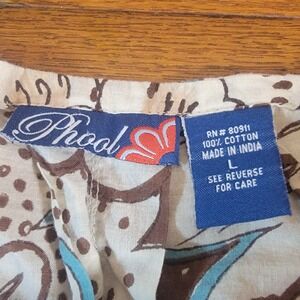 Phool
RN# 80911
100% COTTON
MADE IN INDIA
L
SEE REVERSE
FOR CARE